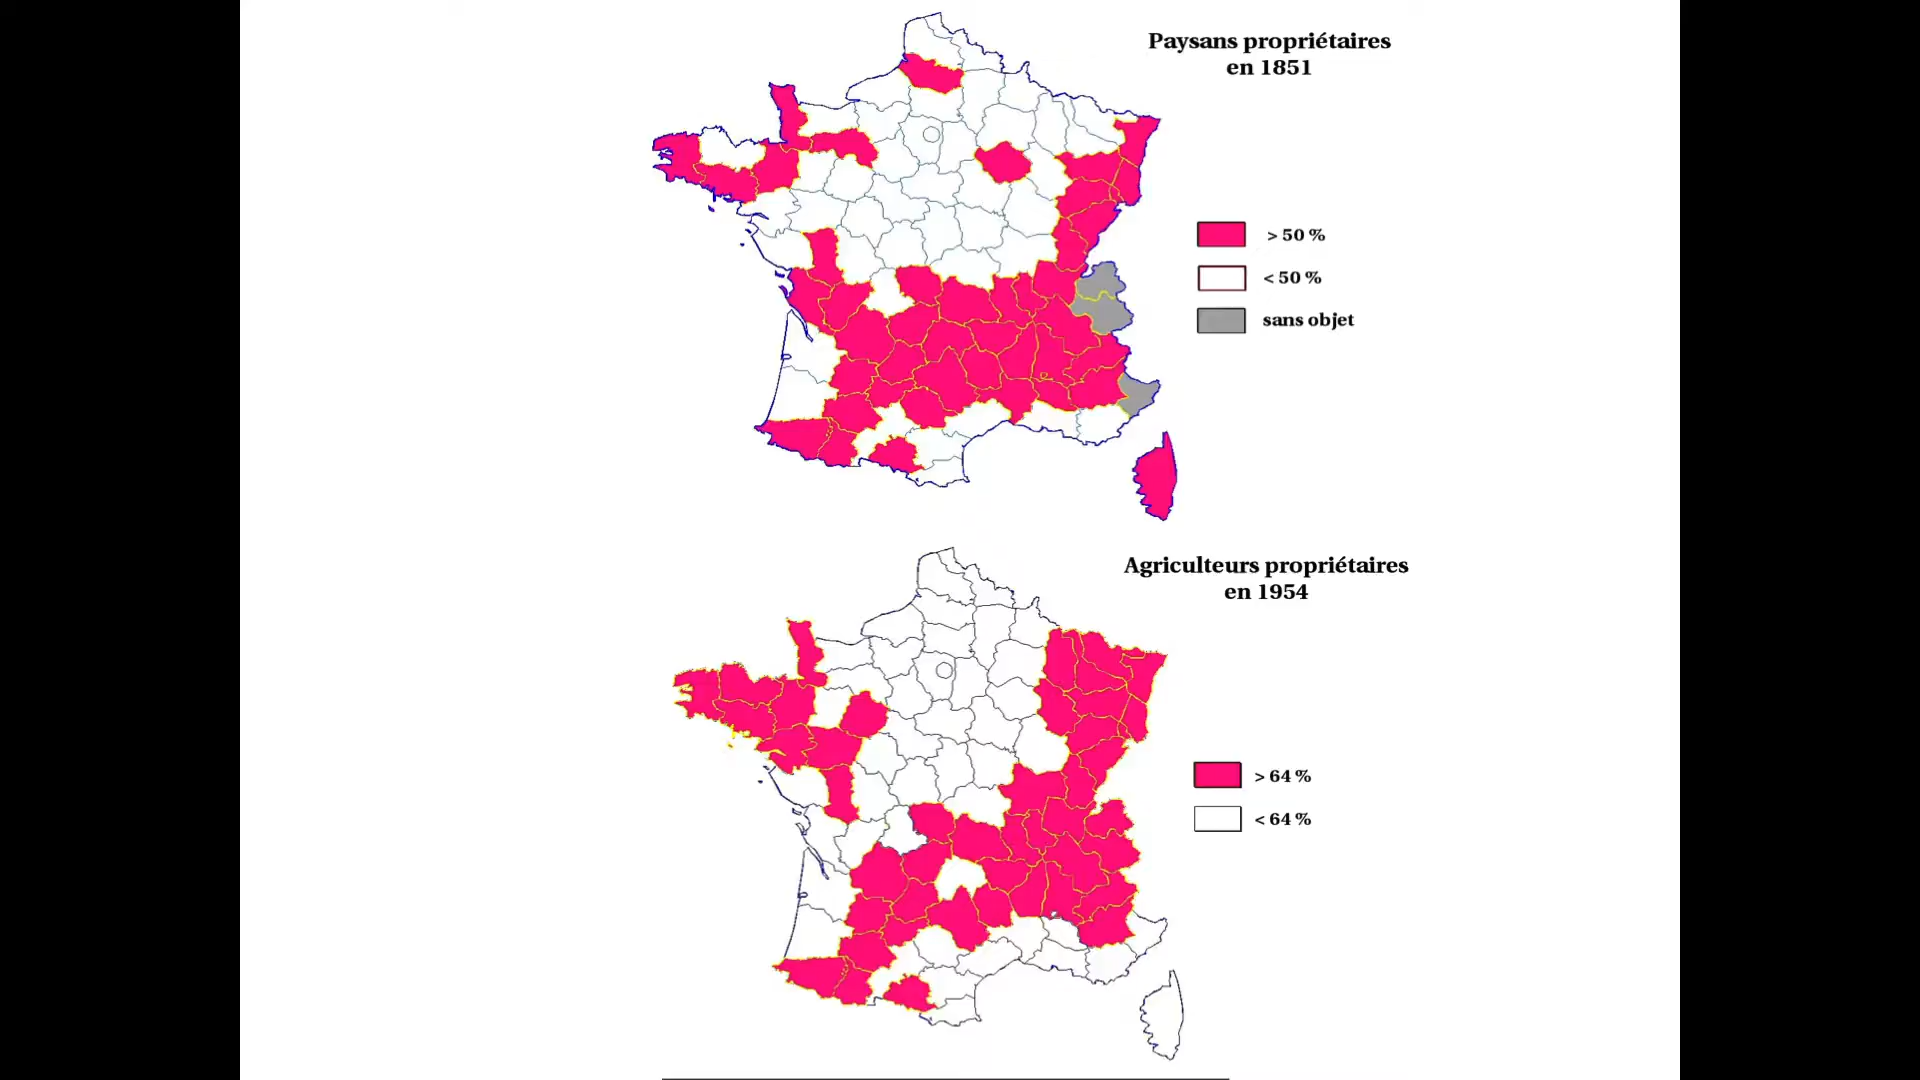 Paysans propriétaires
en 1851
> 50 %
< 50 %
sans objet
Agriculteurs propriétaires
en 1954
> 64 %
< 64 %